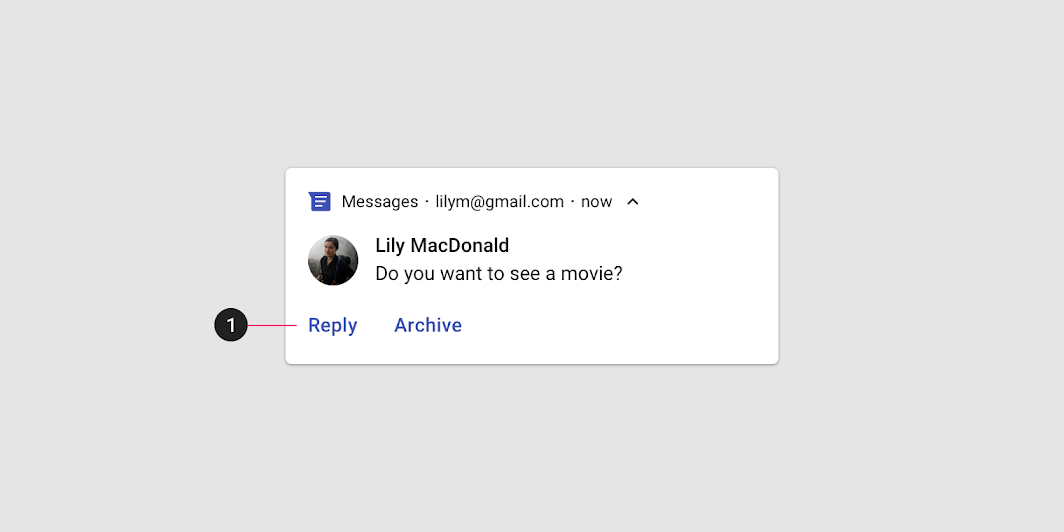 Messages · lilym@gmail.com · now
Lily MacDonald
Do you want to see a movie?
1 Reply Archive